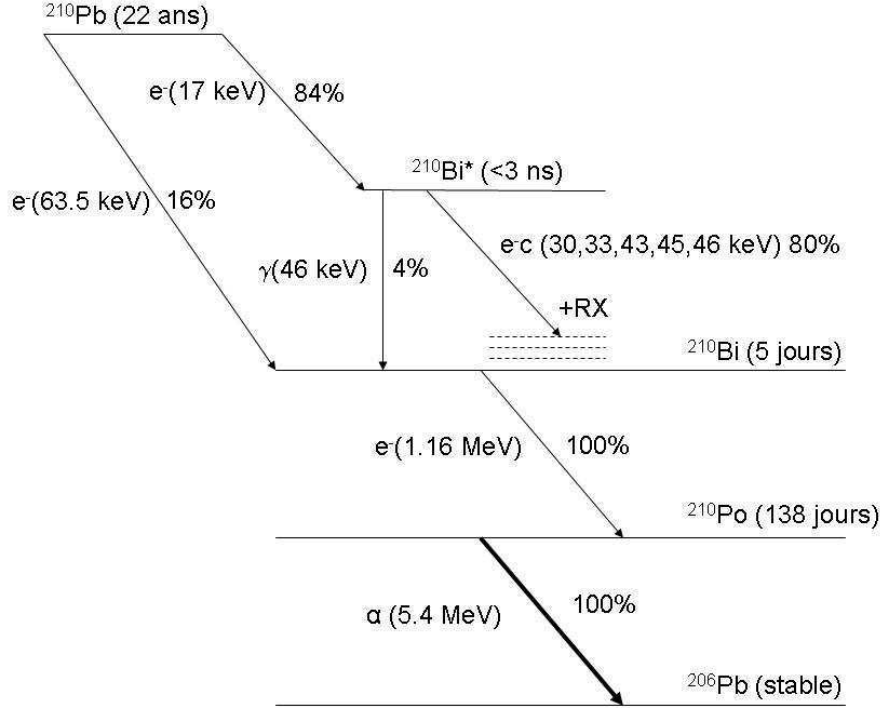 ²¹⁰Pb (22 ans)
e⁻(17 keV) 84%
²¹⁰Bi* (<3 ns)
e⁻(63.5 keV) 16%
e⁻c (30,33,43,45,46 keV) 80%
γ(46 keV) 4%
+RX
²¹⁰Bi (5 jours)
e⁻(1.16 MeV) 100%
²¹⁰Po (138 jours)
α (5.4 MeV) 100%
²⁰⁶Pb (stable)